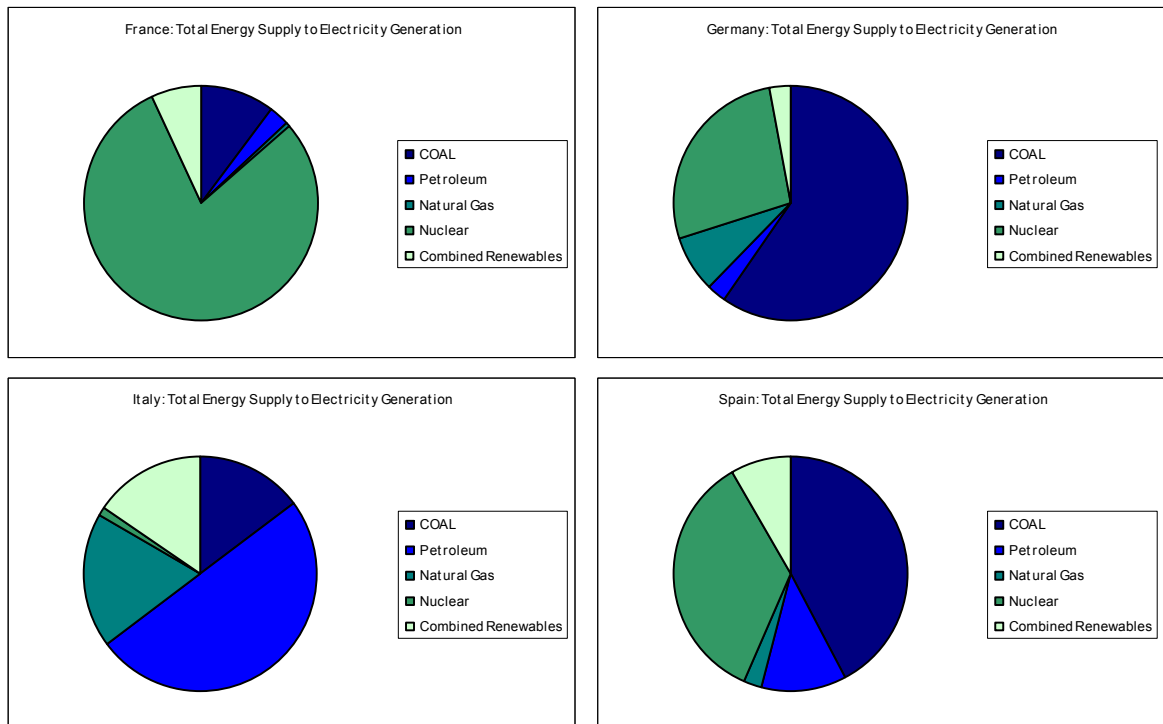 France: Total Energy Supply to Electricity Generation
COAL
Petroleum
Natural Gas
Nuclear
Combined Renewables
Germany: Total Energy Supply to Electricity Generation
COAL
Petroleum
Natural Gas
Nuclear
Combined Renewables
Italy: Total Energy Supply to Electricity Generation
COAL
Petroleum
Natural Gas
Nuclear
Combined Renewables
Spain: Total Energy Supply to Electricity Generation
COAL
Petroleum
Natural Gas
Nuclear
Combined Renewables